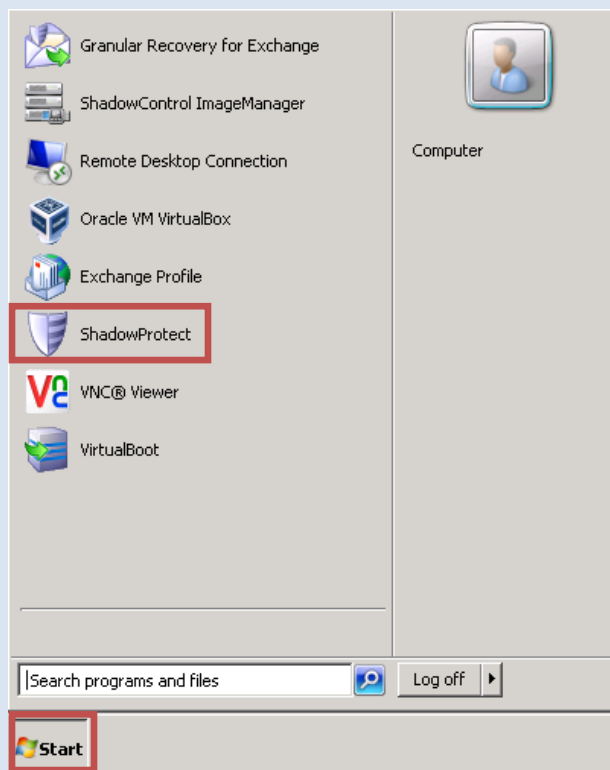 Granular Recovery for Exchange
ShadowControl ImageManager
Remote Desktop Connection
Oracle VM VirtualBox
Exchange Profile
ShadowProtect
VNC® Viewer
VirtualBoot
Computer
Search programs and files
Log off
Start